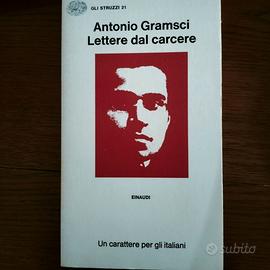 GLI STRUZZI 21
Antonio Gramsci
Lettere dal carcere
EINAUDI
Un carattere per gli italiani
subito